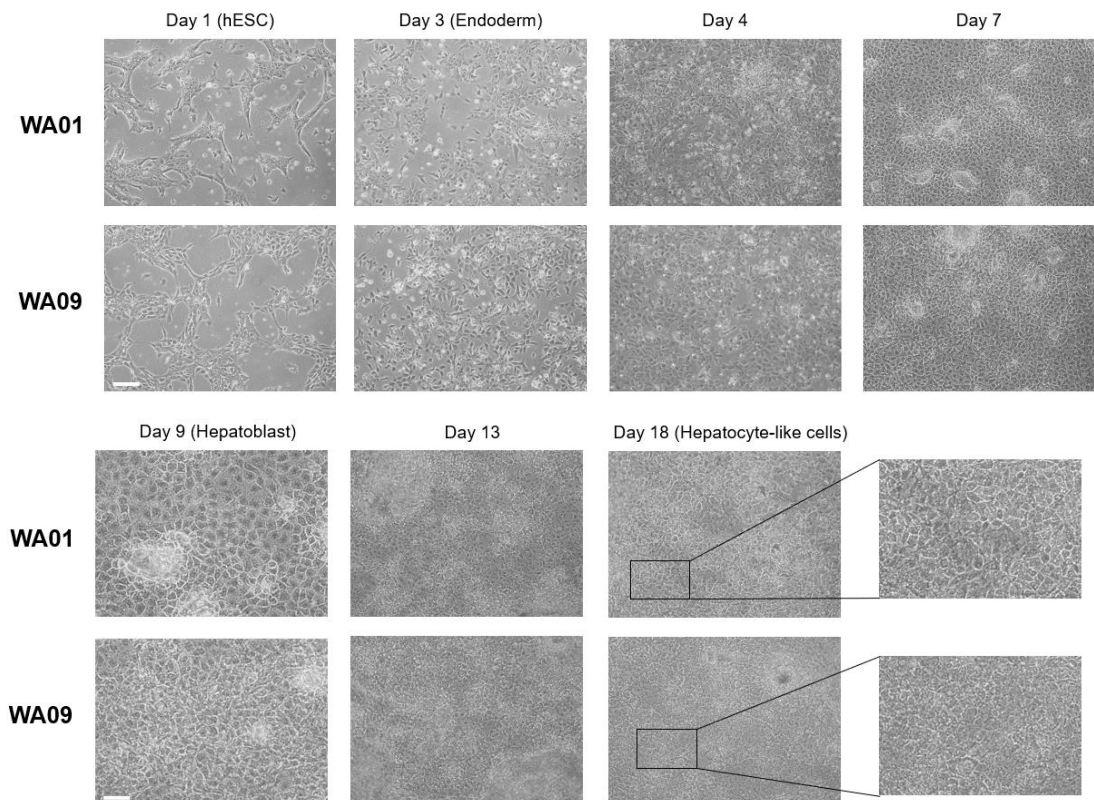 Day 1 (hESC)
Day 3 (Endoderm)
Day 4
Day 7
WA01
WA09
Day 9 (Hepatoblast)
Day 13
Day 18 (Hepatocyte-like cells)
WA01
WA09